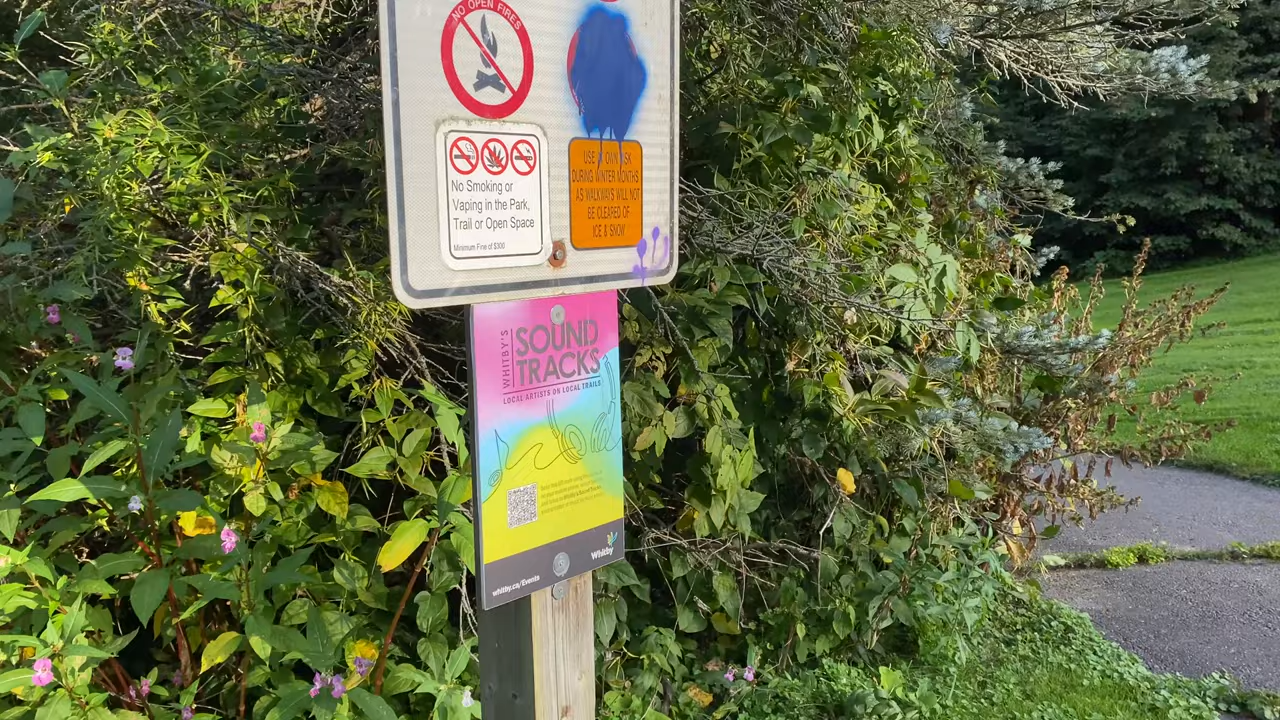 NO OPEN FIRES
No Smoking or
Vaping in the Park,
Trail or Open Space
Minimum Fine of $300
USE OWN RISK
DURING WINTER MONTHS
AS WALKWAYS WILL NOT
BE CLEARED OF
ICE & SNOW
WHITBY'S
SOUND
TRACKS
LOCAL ARTISTS ON LOCAL TRAILS
Whitby
whitby.ca/Events